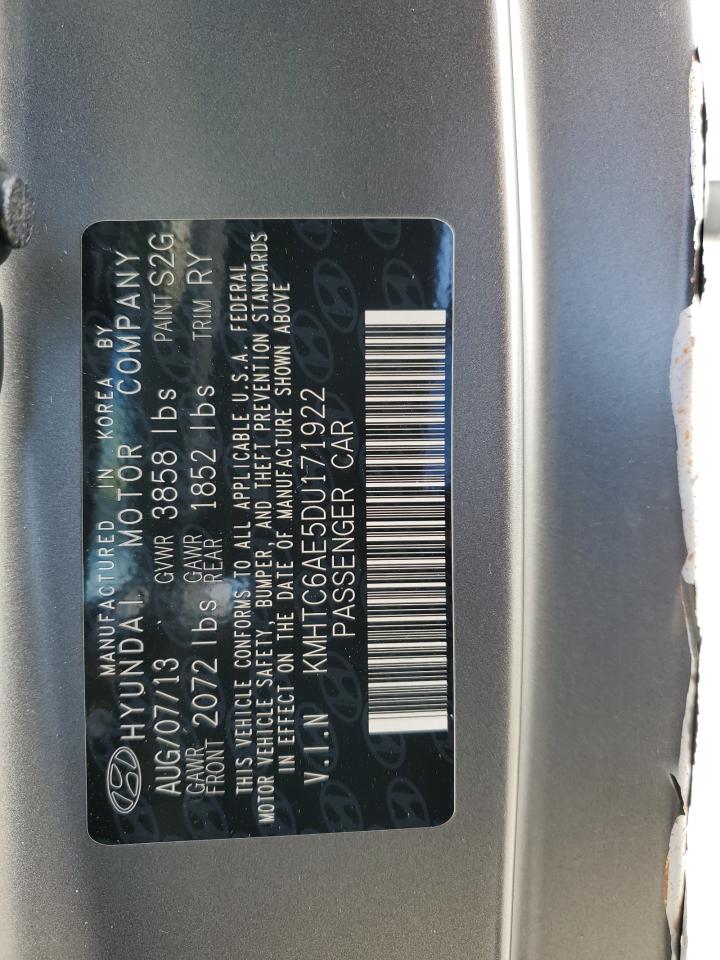 MANUFACTURED IN KOREA BY
HYUNDAI MOTOR COMPANY
AUG/07/13 GVWR 3858 lbs PAINT S2G
GAWR FRONT 2072 lbs GAWR REAR 1852 lbs TRIM RY
THIS VEHICLE CONFORMS TO ALL APPLICABLE U.S.A. FEDERAL
MOTOR VEHICLE SAFETY, BUMPER, AND THEFT PREVENTION STANDARDS
IN EFFECT ON THE DATE OF MANUFACTURE SHOWN ABOVE
V.I.N KMHTC6AE5DU171922
PASSENGER CAR